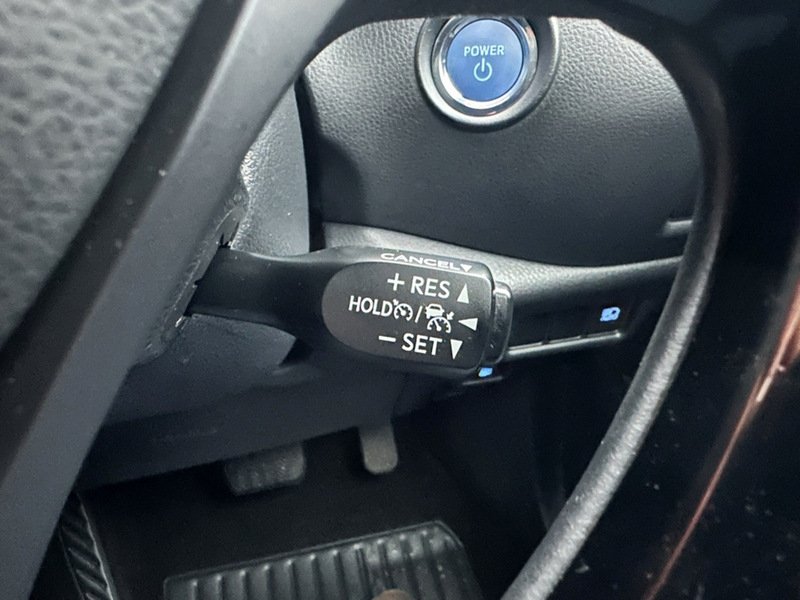 POWER
CANCEL▼
+ RES ▲
HOLD / ◀
− SET ▼